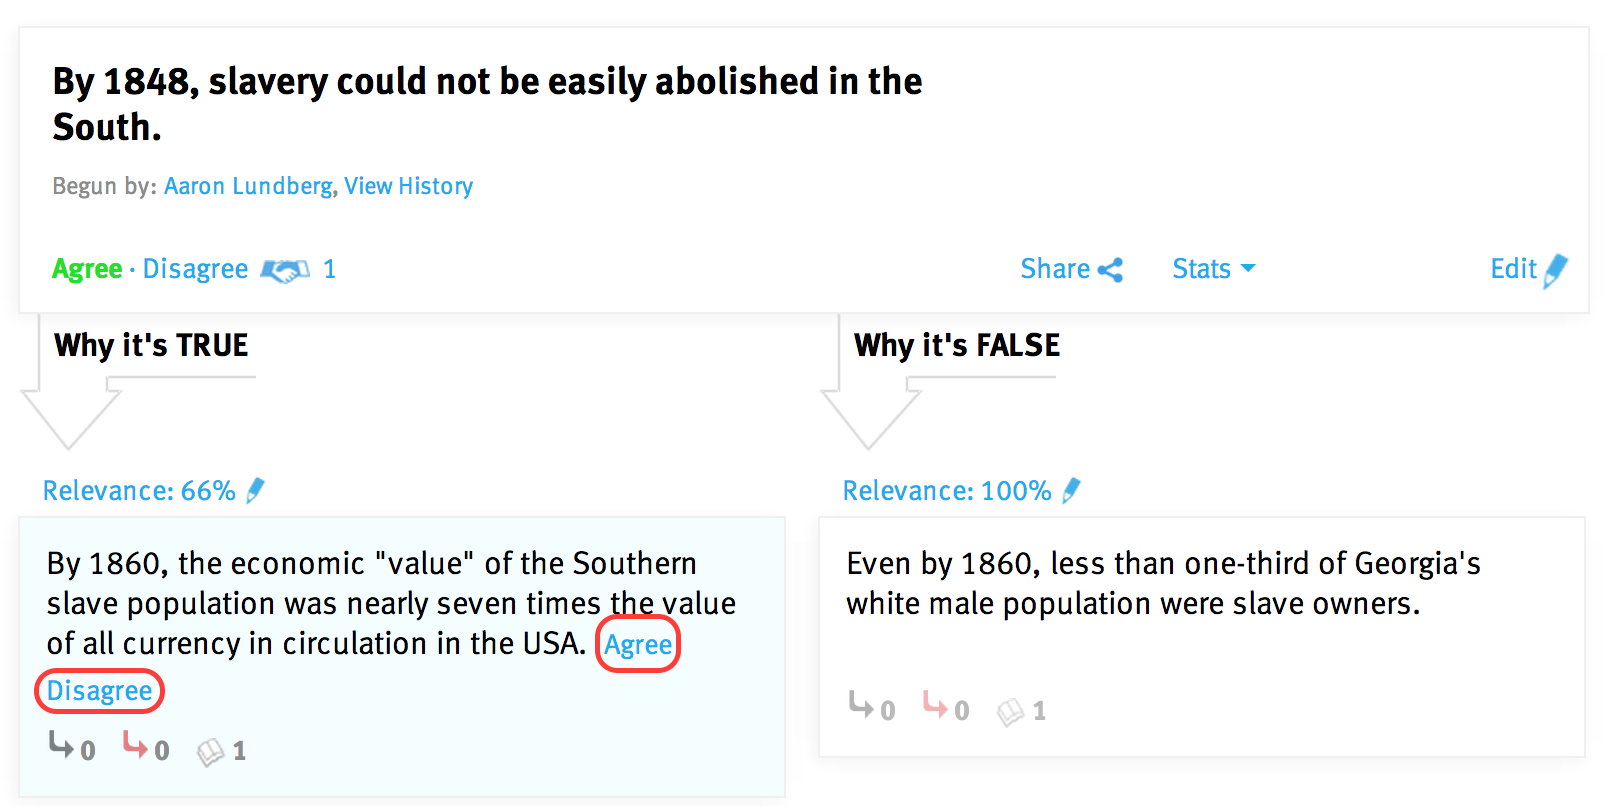 By 1848, slavery could not be easily abolished in the
South.
Begun by: Aaron Lundberg, View History
Agree · Disagree 1
Share Stats Edit
Why it's TRUE
Why it's FALSE
Relevance: 66%
By 1860, the economic "value" of the Southern
slave population was nearly seven times the value
of all currency in circulation in the USA. Agree
Disagree
0 0 1
Relevance: 100%
Even by 1860, less than one-third of Georgia's
white male population were slave owners.
0 0 1